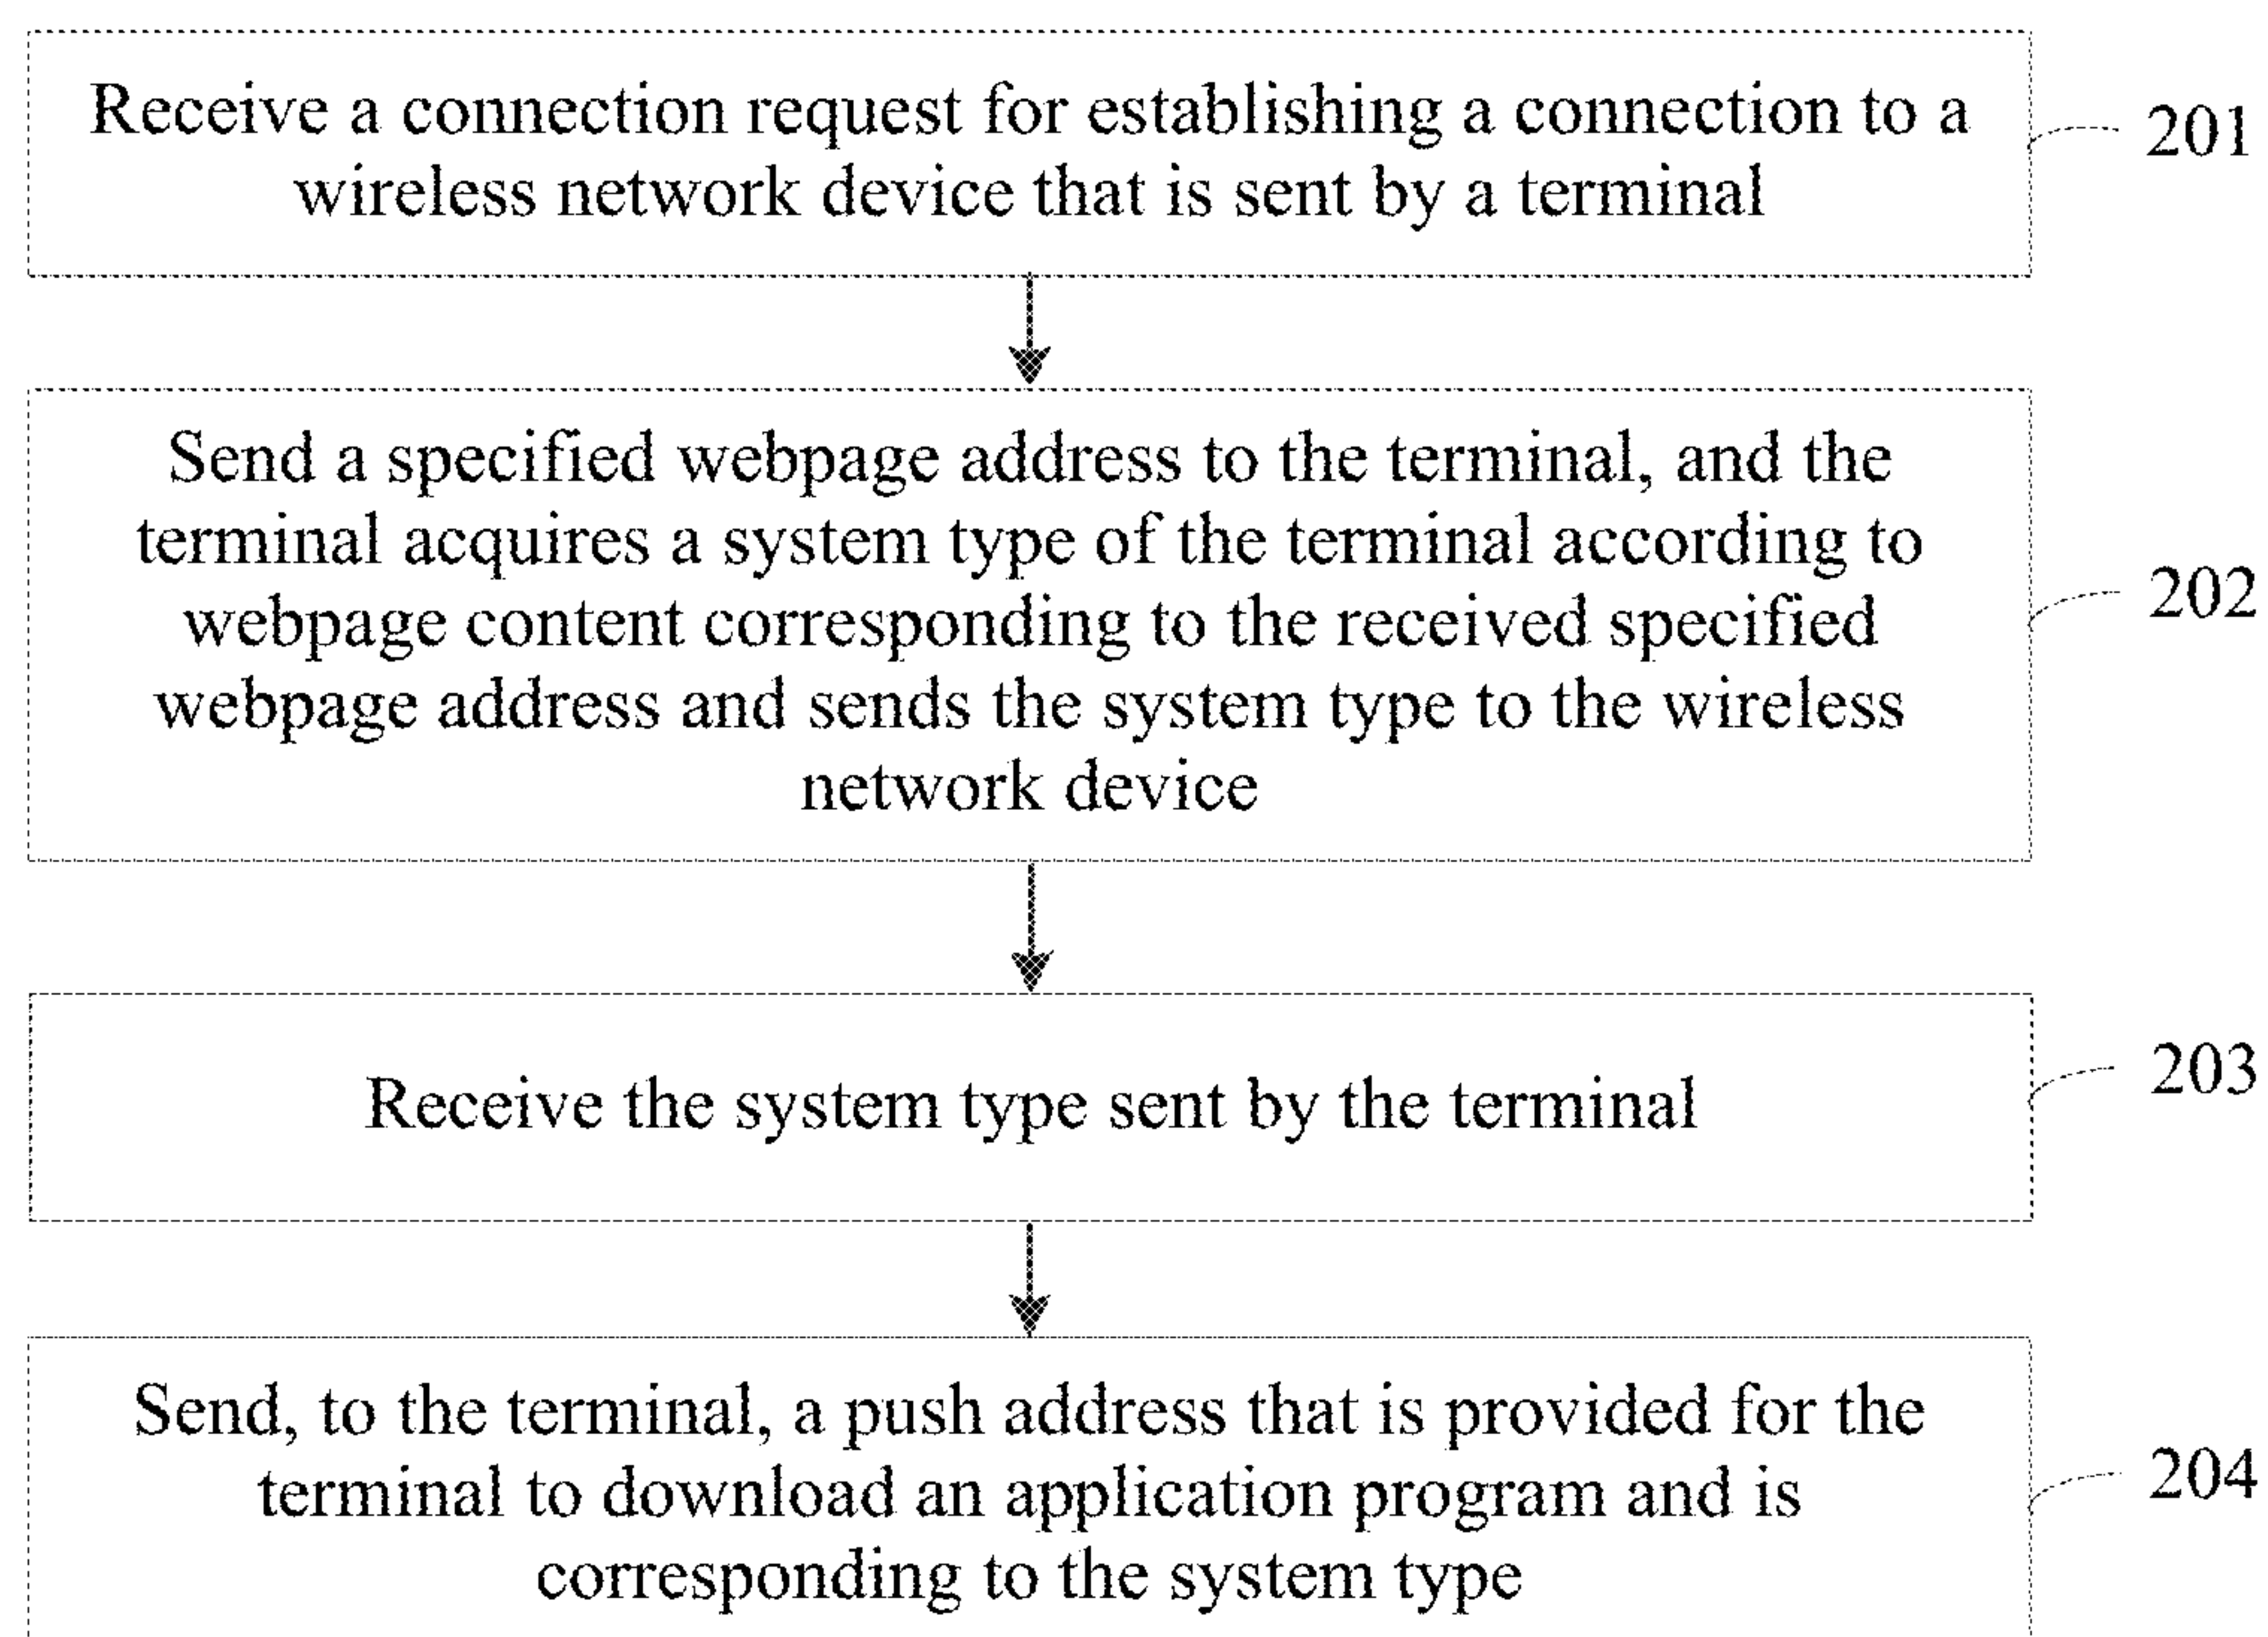 Receive a connection request for establishing a connection to a
wireless network device that is sent by a terminal
201
Send a specified webpage address to the terminal, and the
terminal acquires a system type of the terminal according to
webpage content corresponding to the received specified
webpage address and sends the system type to the wireless
network device
202
Receive the system type sent by the terminal
203
Send, to the terminal, a push address that is provided for the
terminal to download an application program and is
corresponding to the system type
204